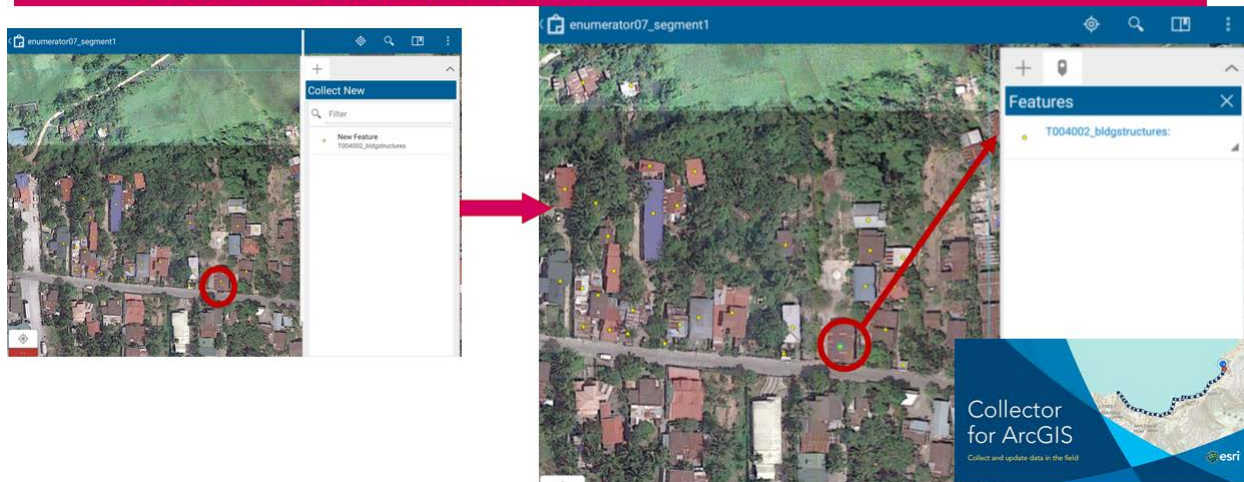 enumerator07_segment1
Collect New
Filter
New Feature
T004002_bldgstructures
enumerator07_segment1
Features
T004002_bldgstructures:
Collector
for ArcGIS
Collect and update data in the field
esri